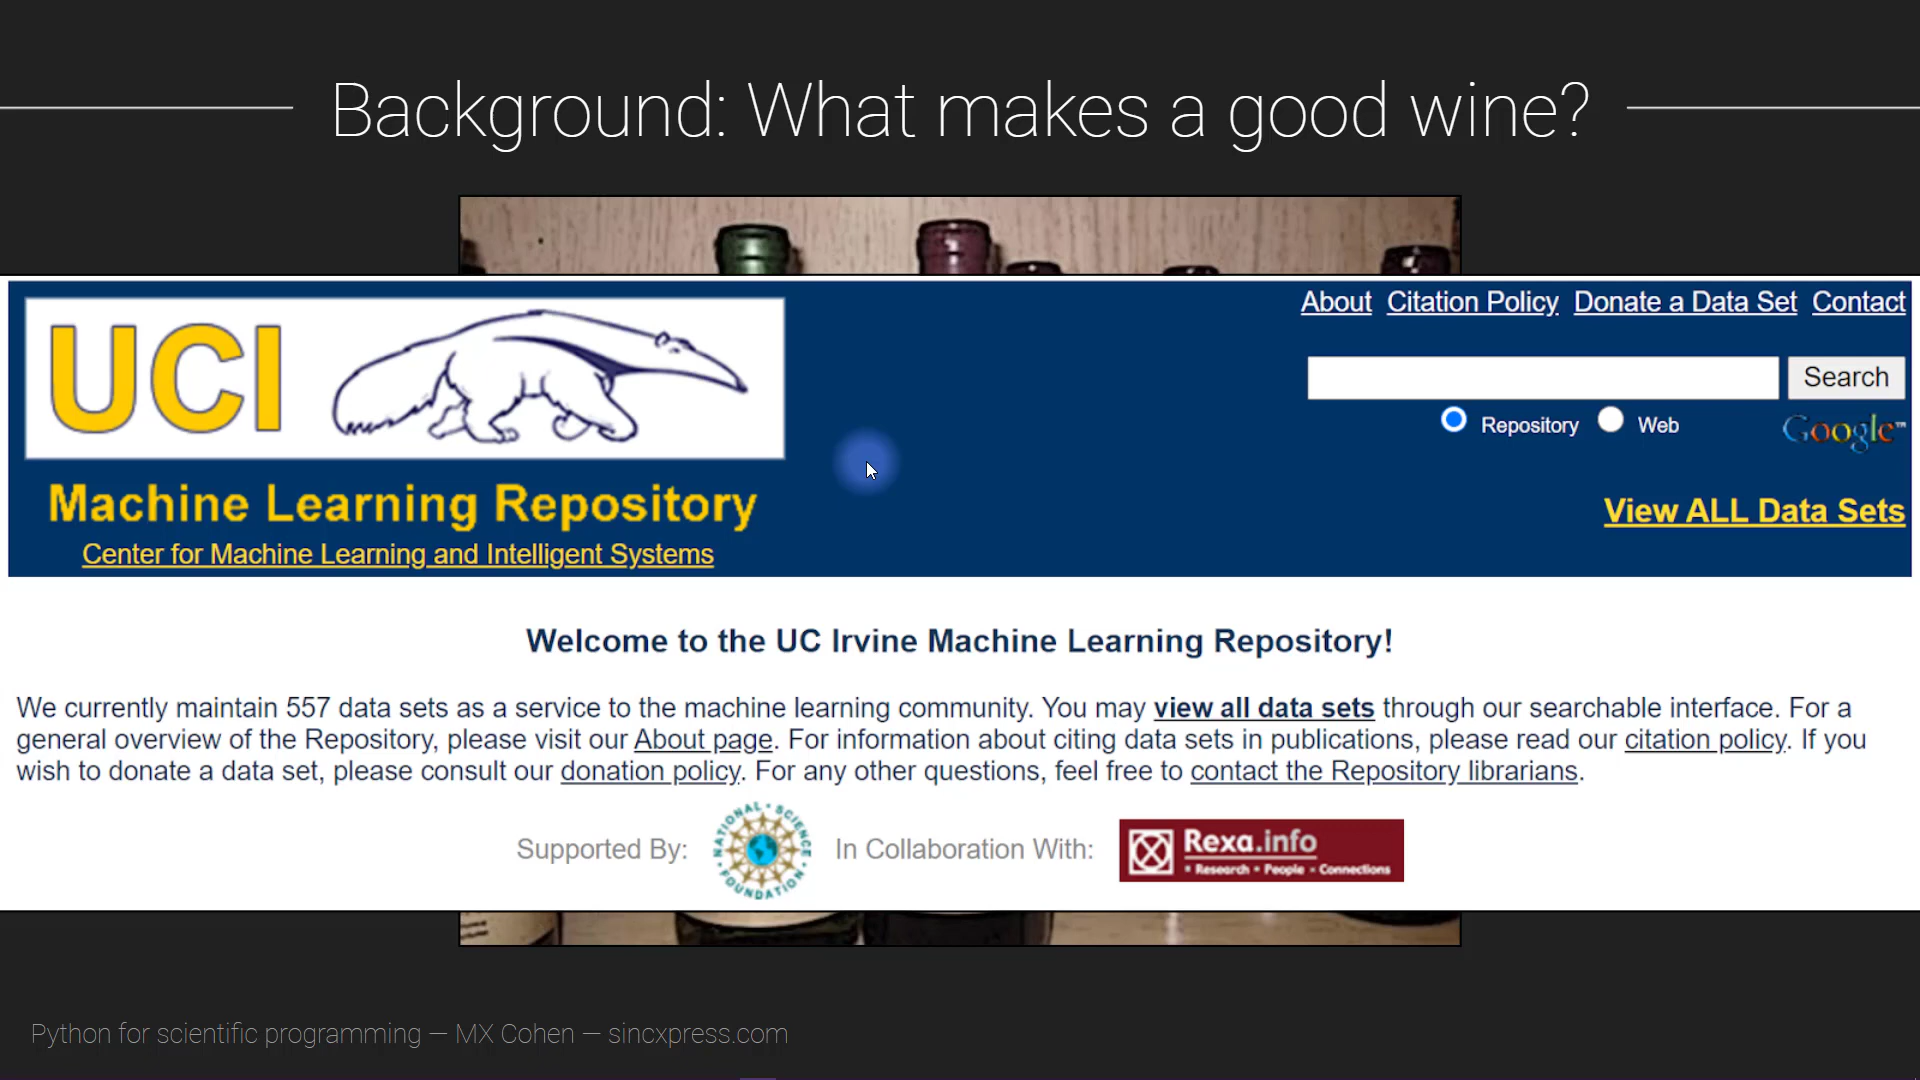 Background: What makes a good wine?
UCI
About Citation Policy Donate a Data Set Contact
Search
Repository Web Google™
Machine Learning Repository
View ALL Data Sets
Center for Machine Learning and Intelligent Systems
Welcome to the UC Irvine Machine Learning Repository!
We currently maintain 557 data sets as a service to the machine learning community. You may view all data sets through our searchable interface. For a
general overview of the Repository, please visit our About page. For information about citing data sets in publications, please read our citation policy. If you
wish to donate a data set, please consult our donation policy. For any other questions, feel free to contact the Repository librarians.
Supported By: NATIONAL SCIENCE FOUNDATION In Collaboration With: Rexa.info
Research • People • Connections
Python for scientific programming — MX Cohen — sincxpress.com